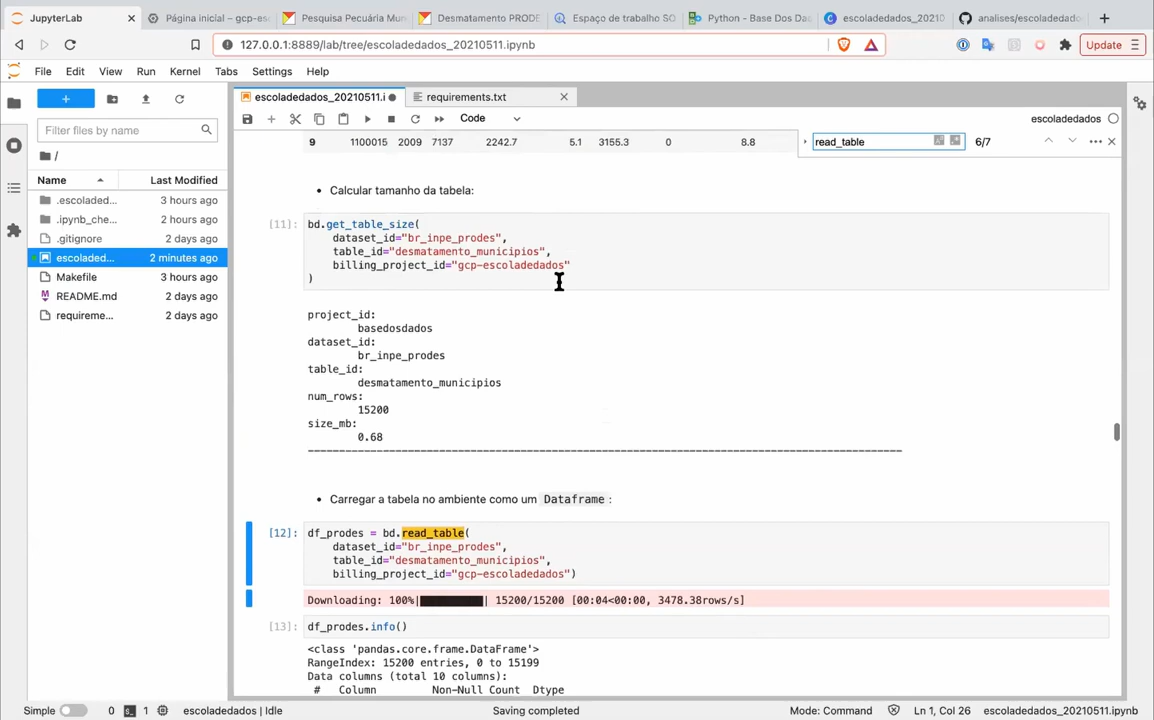 JupyterLab
Página inicial – gcp-es
Pesquisa Pecuária Mun
Desmatamento PRODE
Espaço de trabalho SQ
Python - Base Dos Das
escoladedados_20210
analises/escoladedado
127.0.0.1:8889/lab/tree/escoladedados_20210511.ipynb
Update
File Edit View Run Kernel Tabs Settings Help
escoladedados_20210511.i
requirements.txt
Code
escoladedados
Filter files by name
/
Name Last Modified
.escoladed... 3 hours ago
.ipynb_che... 2 hours ago
.gitignore 2 days ago
escoladed... 2 minutes ago
Makefile 3 hours ago
README.md 2 days ago
requireme... 2 days ago
read_table 6/7
9 1100015 2009 7137 2242.7 5.1 3155.3 0 8.8
• Calcular tamanho da tabela:
[11]: bd.get_table_size(
dataset_id="br_inpe_prodes",
table_id="desmatamento_municipios",
billing_project_id="gcp-escoladedados"
)
project_id:
basedosdados
dataset_id:
br_inpe_prodes
table_id:
desmatamento_municipios
num_rows:
15200
size_mb:
0.68
• Carregar a tabela no ambiente como um Dataframe :
[12]: df_prodes = bd.read_table(
dataset_id="br_inpe_prodes",
table_id="desmatamento_municipios",
billing_project_id="gcp-escoladedados")
Downloading: 100%|██████████| 15200/15200 [00:04<00:00, 3478.38rows/s]
[13]: df_prodes.info()
<class 'pandas.core.frame.DataFrame'>
RangeIndex: 15200 entries, 0 to 15199
Data columns (total 10 columns):
# Column Non-Null Count Dtype
Simple 0 1 escoladedados | Idle Saving completed Mode: Command Ln 1, Col 26 escoladedados_20210511.ipynb